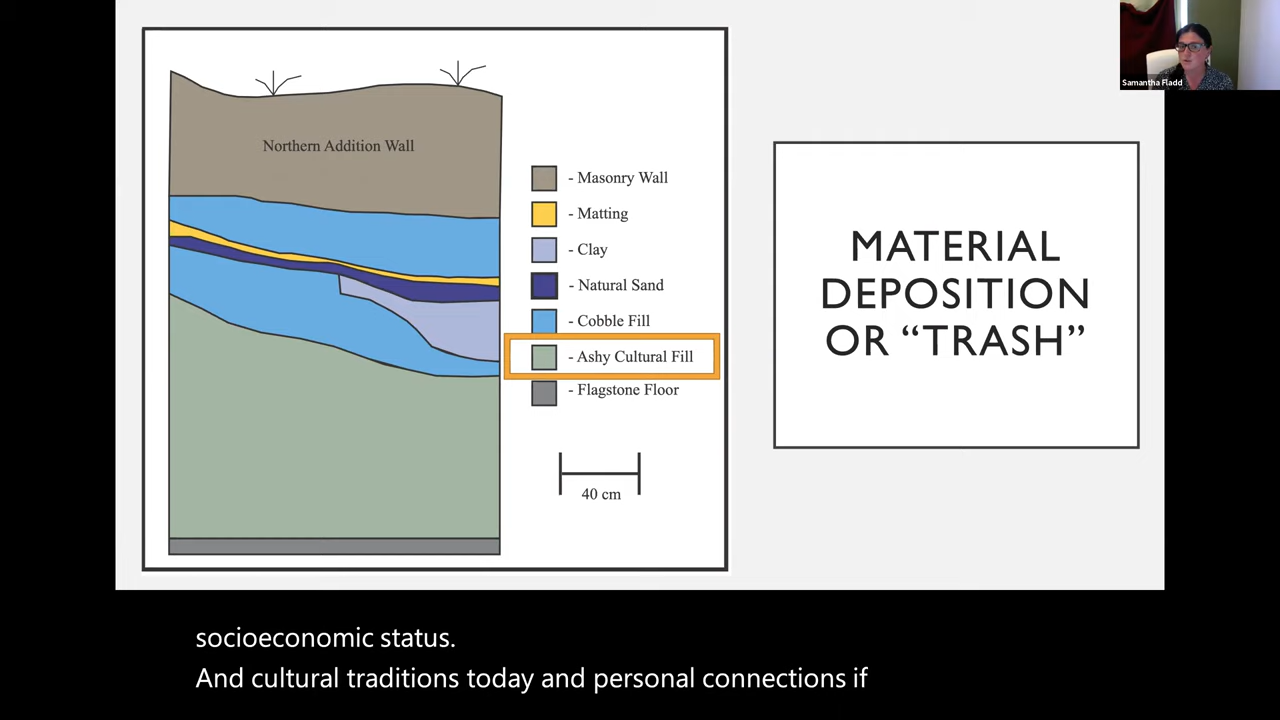 Northern Addition Wall
- Masonry Wall
- Matting
- Clay
- Natural Sand
- Cobble Fill
- Ashy Cultural Fill
- Flagstone Floor
40 cm
MATERIAL
DEPOSITION
OR “TRASH”
Samantha Fladd
socioeconomic status.
And cultural traditions today and personal connections if